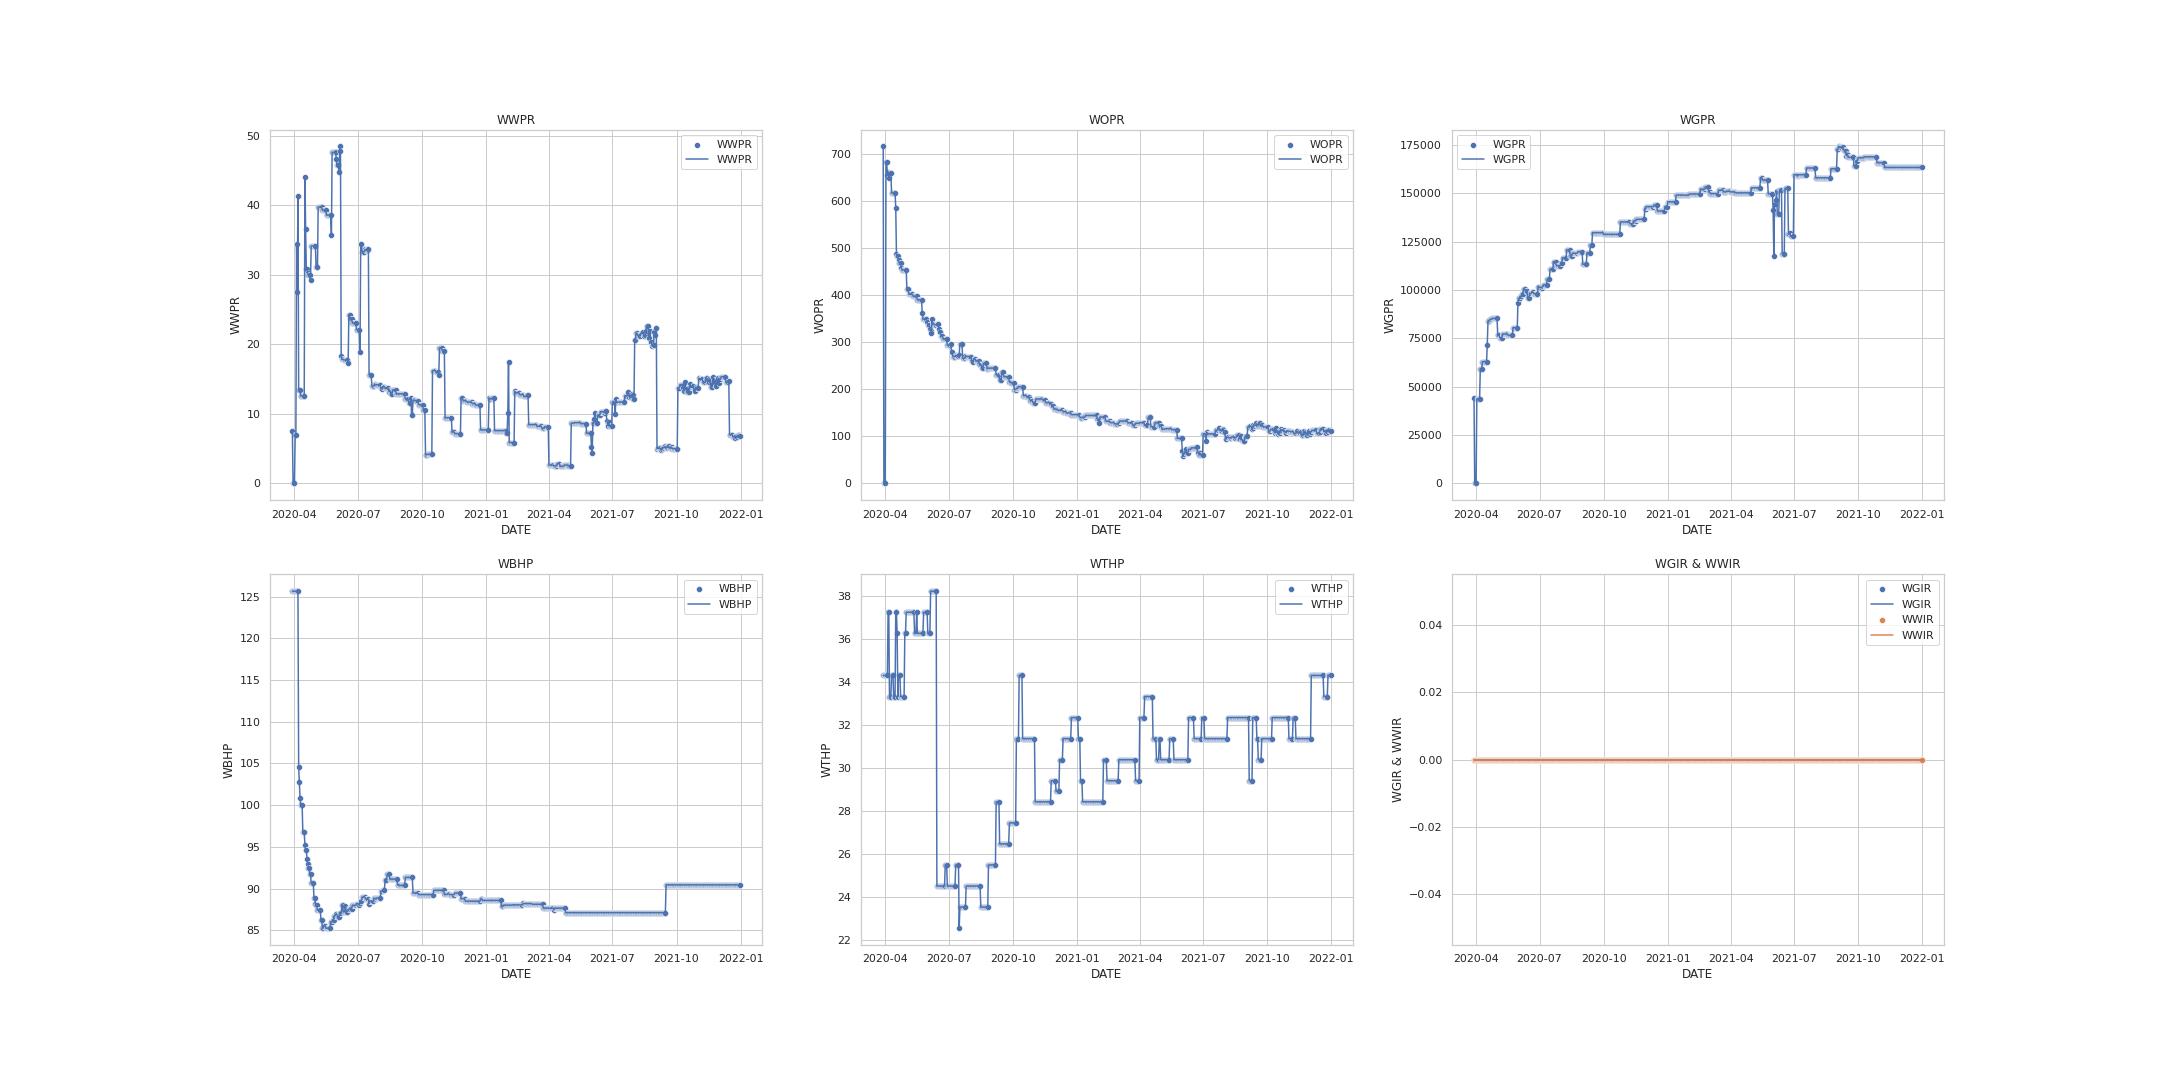 WWPR
WWPR
WWPR
WWPR
50
40
30
20
10
0
2020-04 2020-07 2020-10 2021-01 2021-04 2021-07 2021-10 2022-01
DATE
WOPR
WOPR
WOPR
WOPR
700
600
500
400
300
200
100
0
2020-04 2020-07 2020-10 2021-01 2021-04 2021-07 2021-10 2022-01
DATE
WGPR
WGPR
WGPR
WGPR
175000
150000
125000
100000
75000
50000
25000
0
2020-04 2020-07 2020-10 2021-01 2021-04 2021-07 2021-10 2022-01
DATE
WBHP
WBHP
WBHP
WBHP
125
120
115
110
105
100
95
90
85
2020-04 2020-07 2020-10 2021-01 2021-04 2021-07 2021-10 2022-01
DATE
WTHP
WTHP
WTHP
WTHP
38
36
34
32
30
28
26
24
22
2020-04 2020-07 2020-10 2021-01 2021-04 2021-07 2021-10 2022-01
DATE
WGIR & WWIR
WGIR
WGIR
WWIR
WWIR
WGIR & WWIR
0.04
0.02
0.00
−0.02
−0.04
2020-04 2020-07 2020-10 2021-01 2021-04 2021-07 2021-10 2022-01
DATE